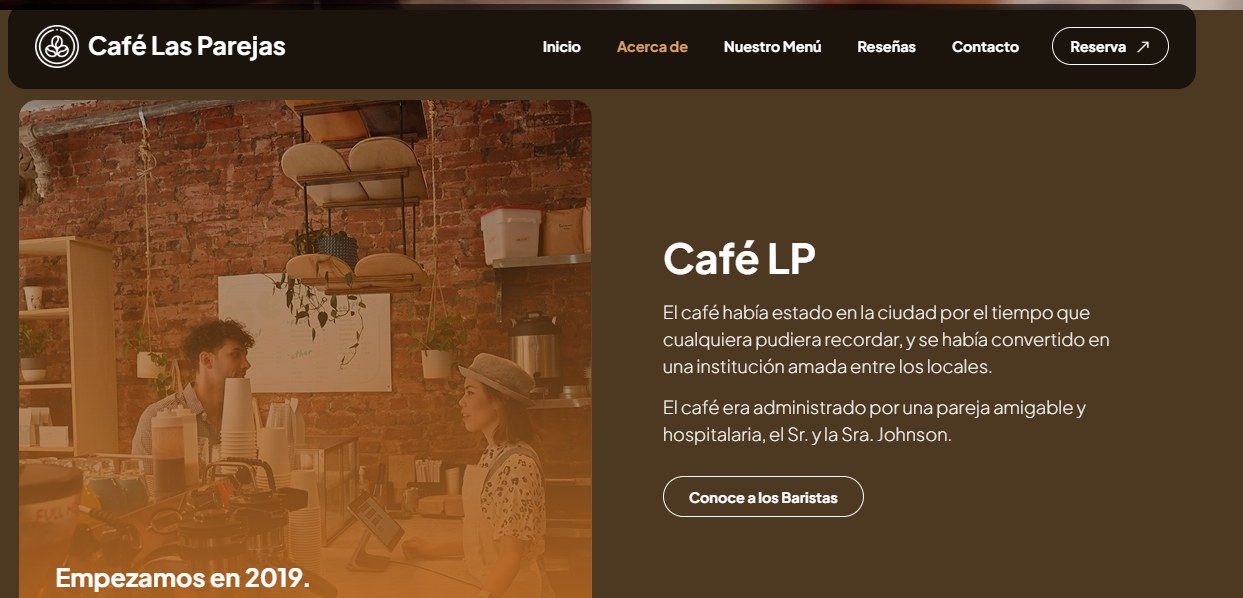 Café Las Parejas
Inicio
Acerca de
Nuestro Menú
Reseñas
Contacto
Reserva
Café LP
El café había estado en la ciudad por el tiempo que
cualquiera pudiera recordar, y se había convertido en
una institución amada entre los locales.
El café era administrado por una pareja amigable y
hospitalaria, el Sr. y la Sra. Johnson.
Conoce a los Baristas
Empezamos en 2019.